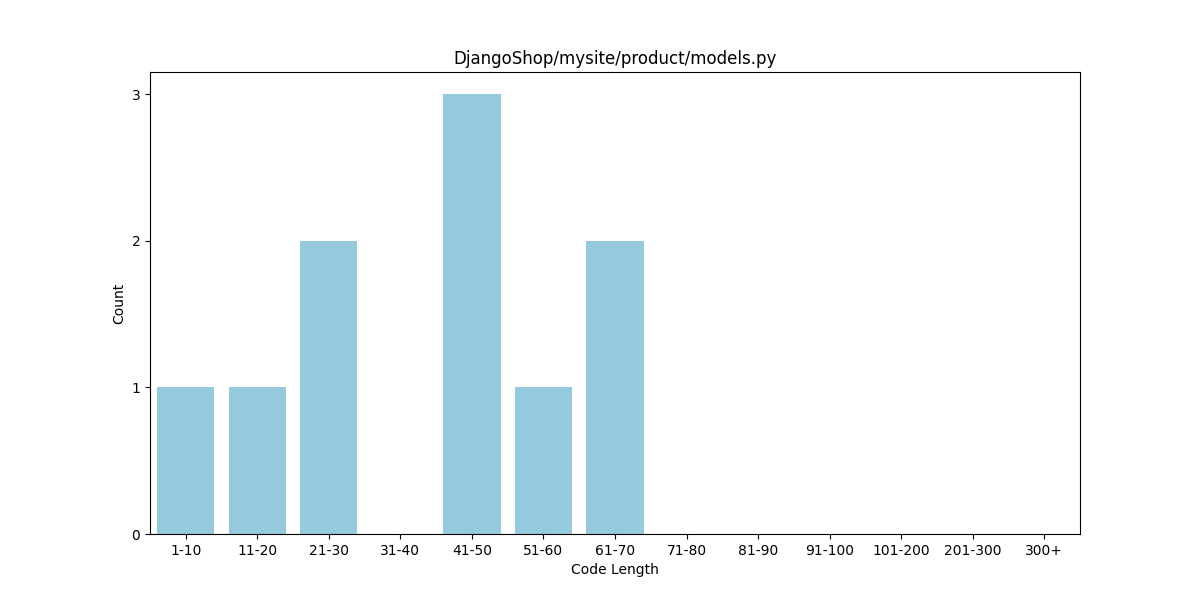 DjangoShop/mysite/product/models.py
3
2
1
0
Count
1-10 11-20 21-30 31-40 41-50 51-60 61-70 71-80 81-90 91-100 101-200 201-300 300+
Code Length